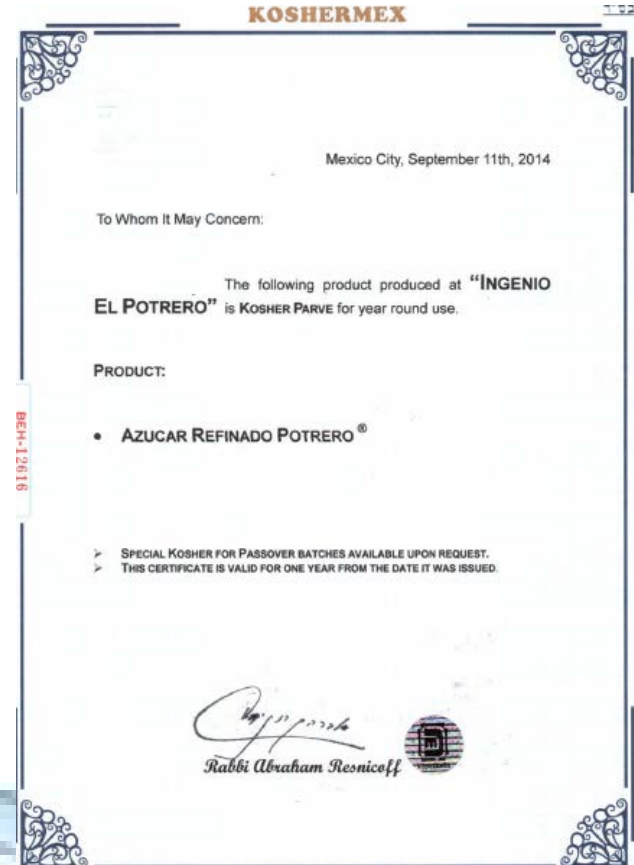 KOSHERMEX
Mexico City, September 11th, 2014
To Whom It May Concern:
The following product produced at “INGENIO
EL POTRERO” is KOSHER PARVE for year round use.
PRODUCT:
• AZUCAR REFINADO POTRERO®
BEH-12616
➢ SPECIAL KOSHER FOR PASSOVER BATCHES AVAILABLE UPON REQUEST.
➢ THIS CERTIFICATE IS VALID FOR ONE YEAR FROM THE DATE IT WAS ISSUED.
Rabbi Abraham Resnicoff